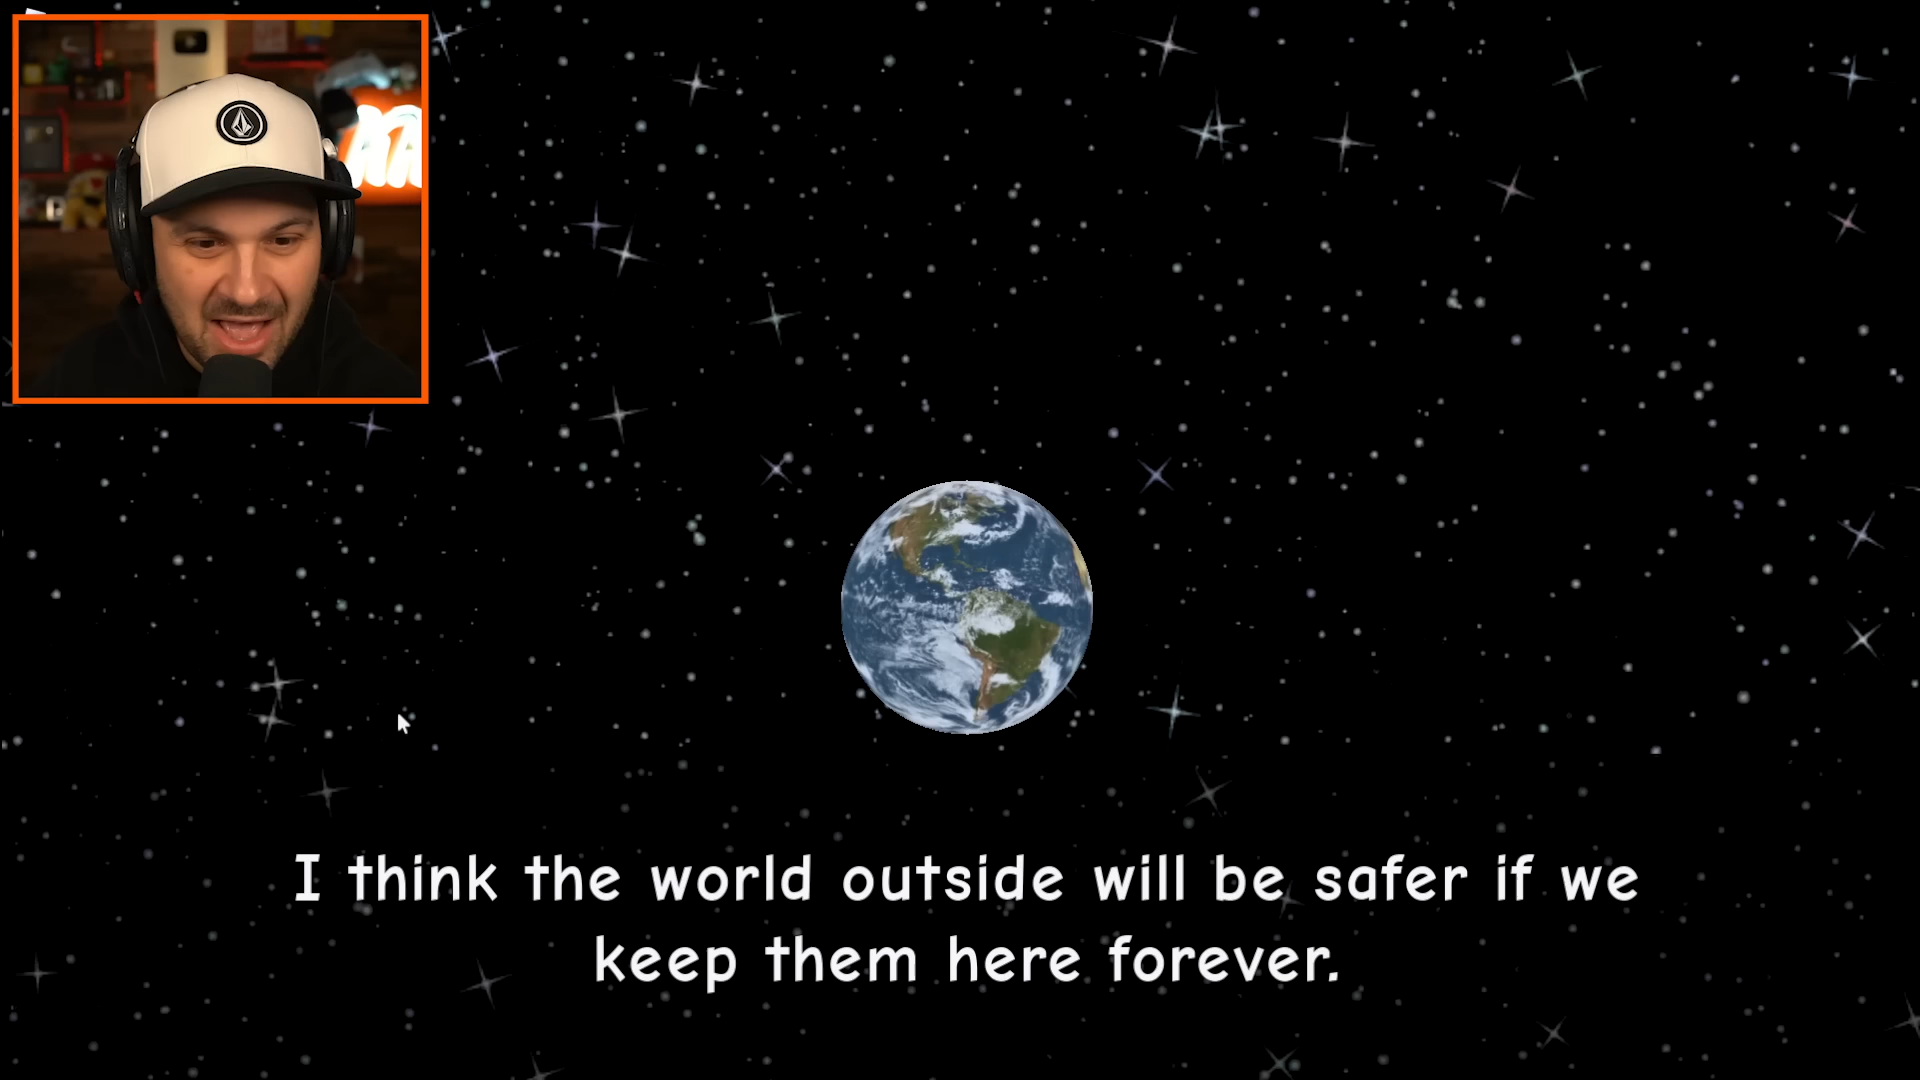 I think the world outside will be safer if we
keep them here forever.